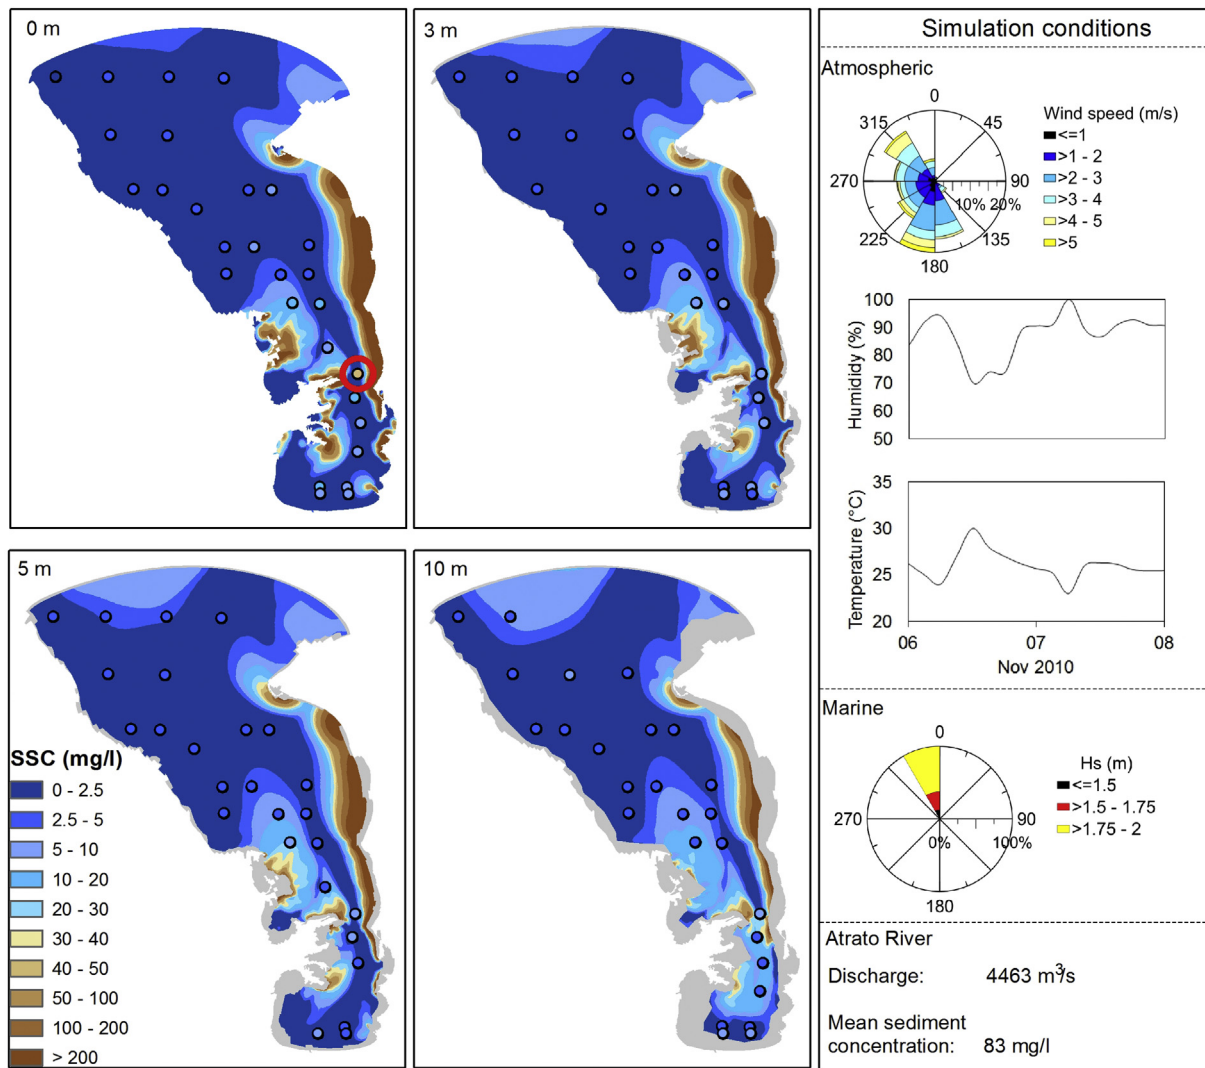 0 m
3 m
5 m
10 m
SSC (mg/l)
0 - 2.5
2.5 - 5
5 - 10
10 - 20
20 - 30
30 - 40
40 - 50
50 - 100
100 - 200
> 200
Simulation conditions
Atmospheric
0
45
90
135
180
225
270
315
10% 20%
Wind speed (m/s)
<=1
>1 - 2
>2 - 3
>3 - 4
>4 - 5
>5
Humididy (%)
100
90
80
70
60
50
Temperature (°C)
35
30
25
20
06
07
08
Nov 2010
Marine
0
90
180
270
0%
100%
Hs (m)
<=1.5
>1.5 - 1.75
>1.75 - 2
Atrato River
Discharge: 4463 m³/s
Mean sediment
concentration: 83 mg/l